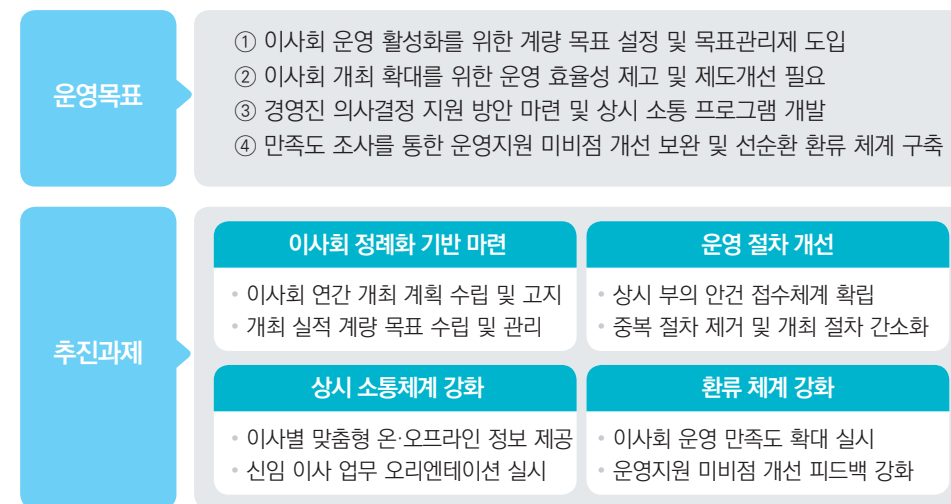 운영목표
① 이사회 운영 활성화를 위한 계량 목표 설정 및 목표관리제 도입
② 이사회 개최 확대를 위한 운영 효율성 제고 및 제도개선 필요
③ 경영진 의사결정 지원 방안 마련 및 상시 소통 프로그램 개발
④ 만족도 조사를 통한 운영지원 미비점 개선 보완 및 선순환 환류 체계 구축
추진과제
이사회 정례화 기반 마련
• 이사회 연간 개최 계획 수립 및 고지
• 개최 실적 계량 목표 수립 및 관리
운영 절차 개선
• 상시 부의 안건 접수체계 확립
• 중복 절차 제거 및 개최 절차 간소화
상시 소통체계 강화
• 이사별 맞춤형 온·오프라인 정보 제공
• 신임 이사 업무 오리엔테이션 실시
환류 체계 강화
• 이사회 운영 만족도 확대 실시
• 운영지원 미비점 개선 피드백 강화